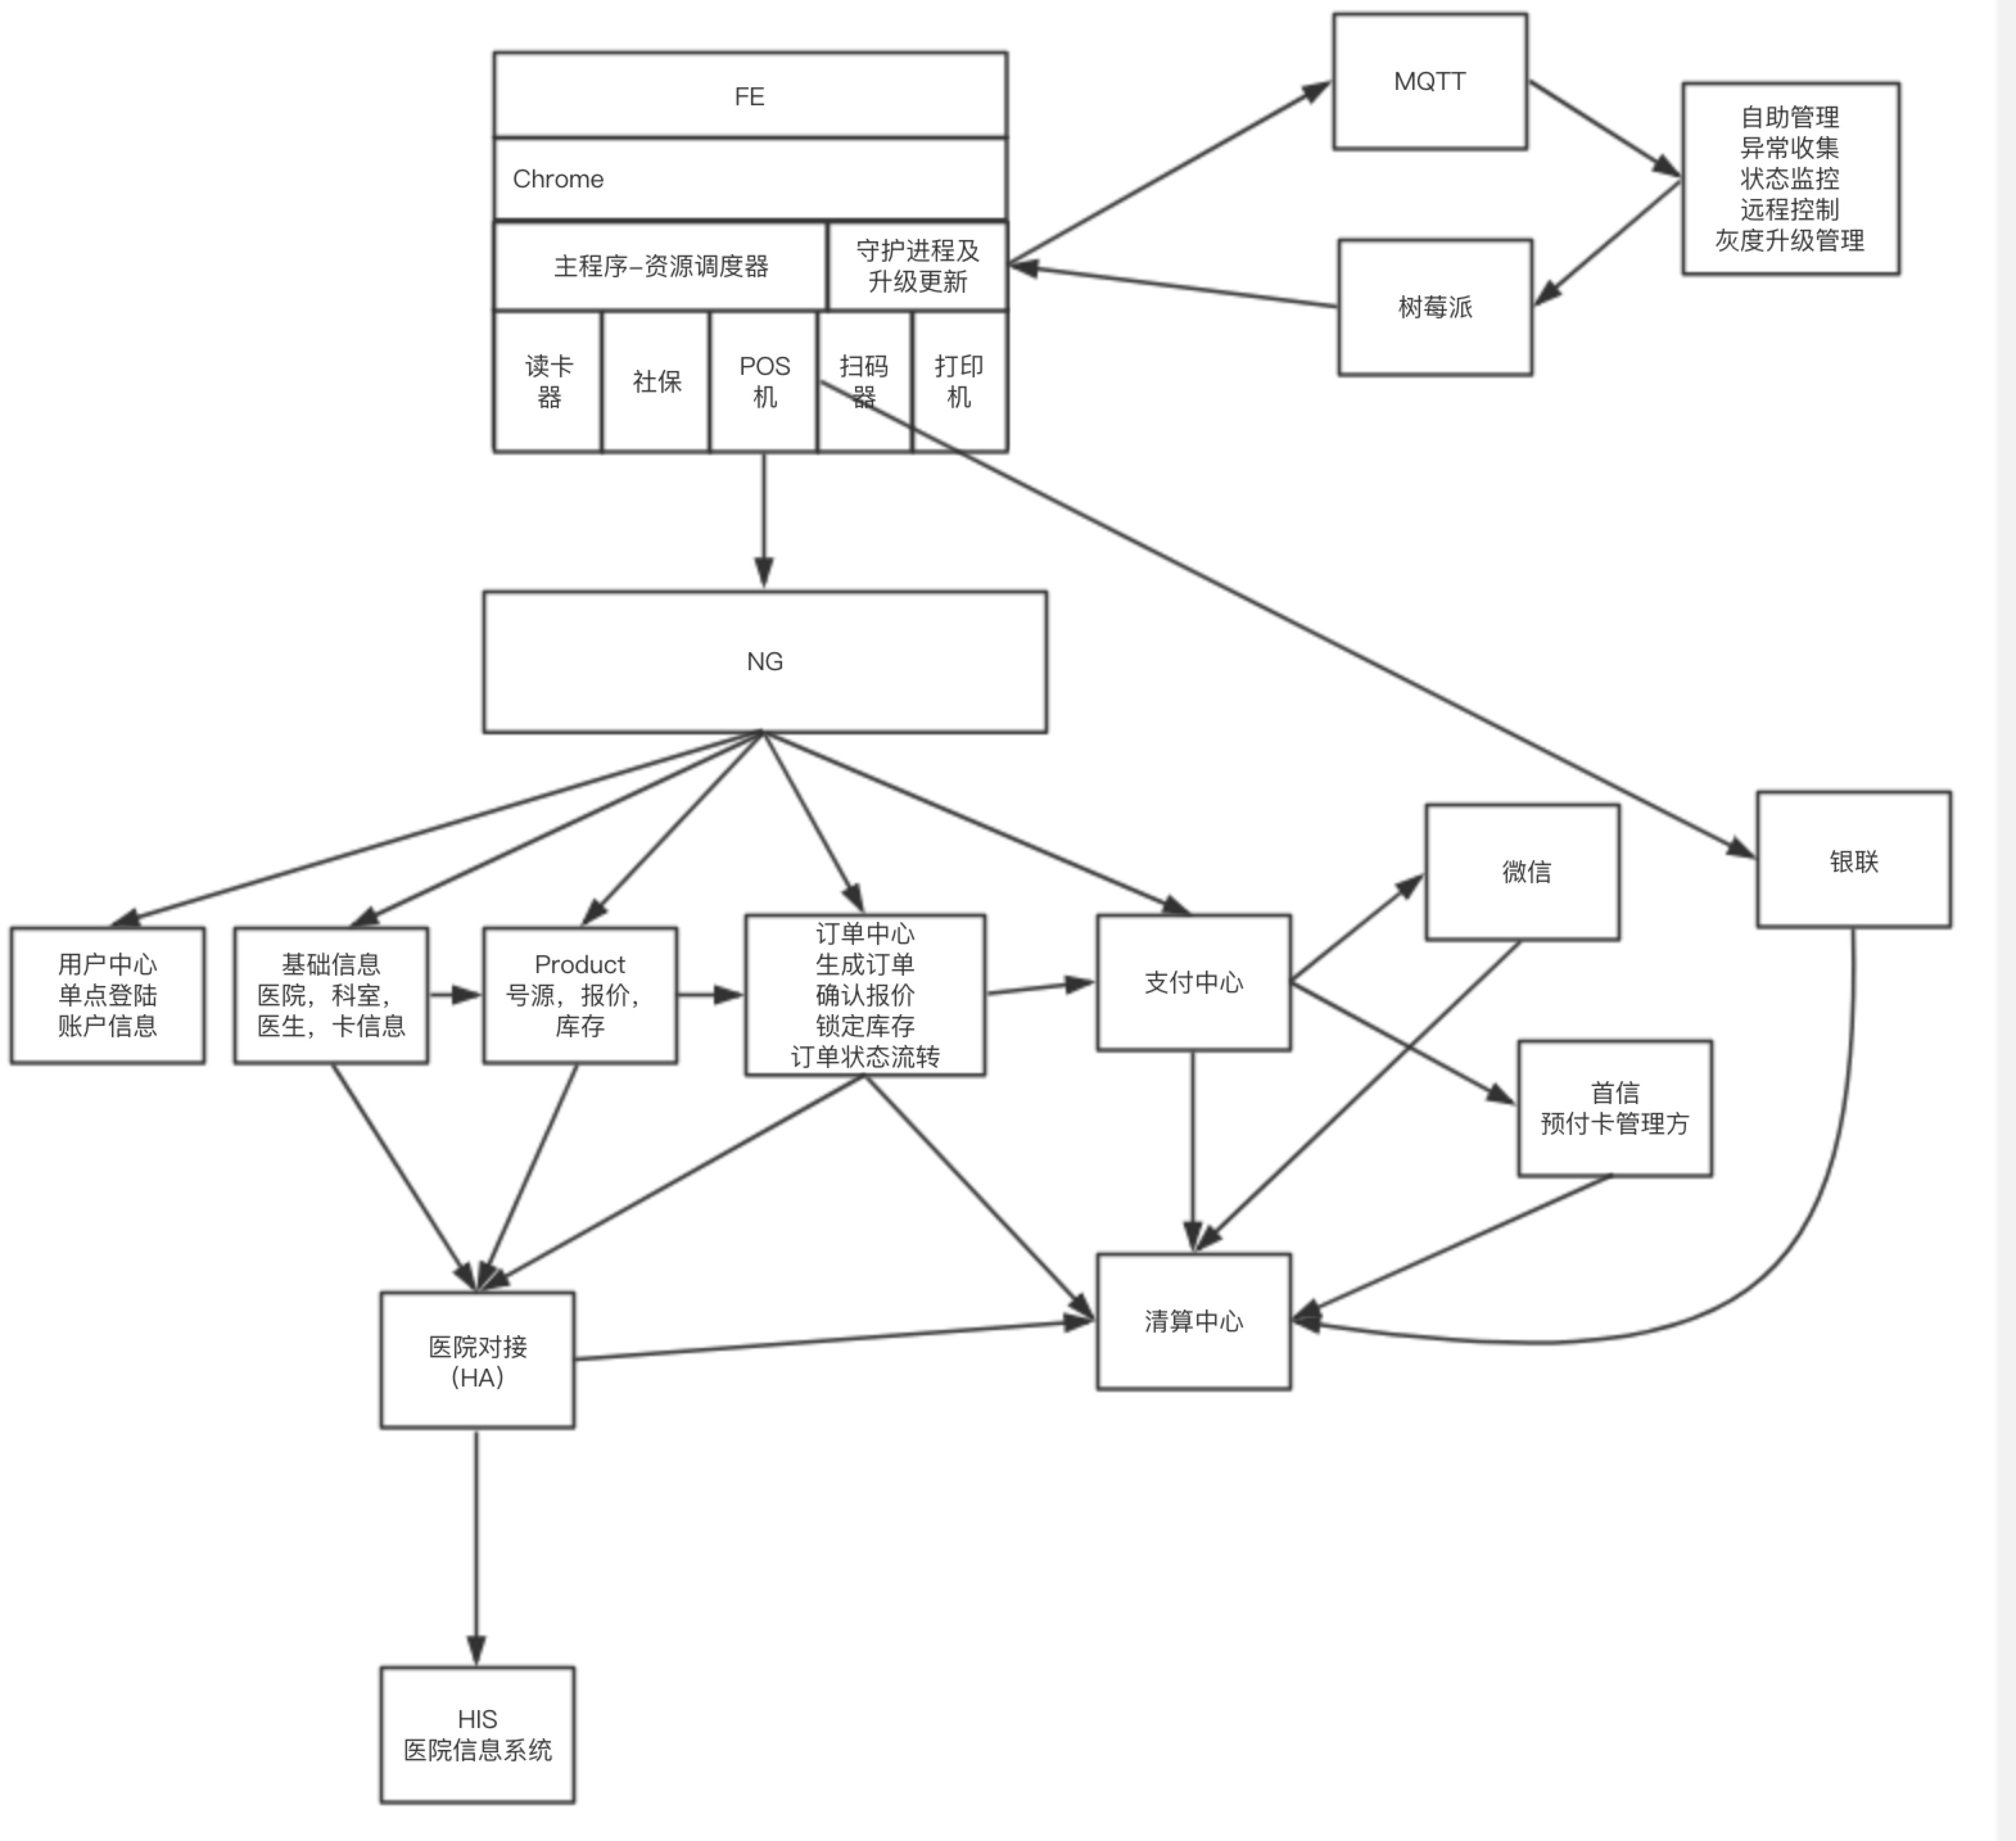 FE
Chrome
主程序-资源调度器
守护进程及
升级更新
读卡
器
社保
POS
机
扫码
器
打印
机
MQTT
自助管理
异常收集
状态监控
远程控制
灰度升级管理
树莓派
NG
用户中心
单点登陆
账户信息
基础信息
医院，科室，
医生，卡信息
Product
号源，报价，
库存
订单中心
生成订单
确认报价
锁定库存
订单状态流转
支付中心
微信
银联
首信
预付卡管理方
医院对接
（HA）
清算中心
HIS
医院信息系统